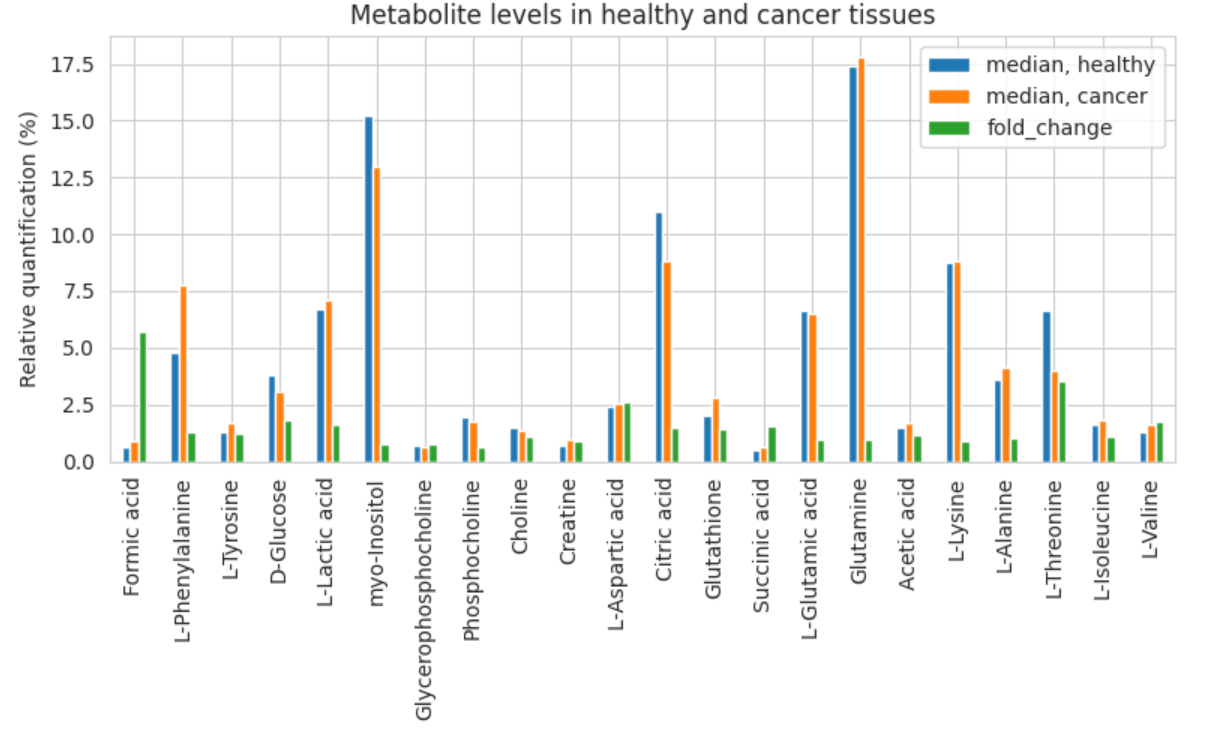 Metabolite levels in healthy and cancer tissues
Relative quantification (%)
17.5
15.0
12.5
10.0
7.5
5.0
2.5
0.0
median, healthy
median, cancer
fold_change
Formic acid
L-Phenylalanine
L-Tyrosine
D-Glucose
L-Lactic acid
myo-Inositol
Glycerophosphocholine
Phosphocholine
Choline
Creatine
L-Aspartic acid
Citric acid
Glutathione
Succinic acid
L-Glutamic acid
Glutamine
Acetic acid
L-Lysine
L-Alanine
L-Threonine
L-Isoleucine
L-Valine